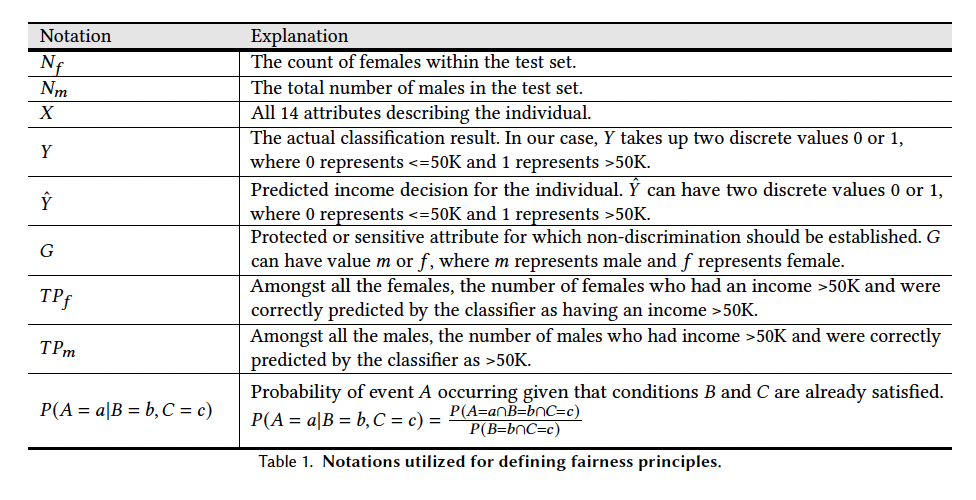 Notation Explanation
N_f The count of females within the test set.
N_m The total number of males in the test set.
X All 14 attributes describing the individual.
Y The actual classification result. In our case, Y takes up two discrete values 0 or 1,
where 0 represents <=50K and 1 represents >50K.
Ŷ Predicted income decision for the individual. Ŷ can have two discrete values 0 or 1,
where 0 represents <=50K and 1 represents >50K.
G Protected or sensitive attribute for which non-discrimination should be established. G
can have value m or f, where m represents male and f represents female.
TP_f Amongst all the females, the number of females who had an income >50K and were
correctly predicted by the classifier as having an income >50K.
TP_m Amongst all the males, the number of males who had income >50K and were correctly
predicted by the classifier as >50K.
P(A = a|B = b, C = c) Probability of event A occurring given that conditions B and C are already satisfied.
P(A = a|B = b, C = c) = P(A=a∩B=b∩C=c) / P(B=b∩C=c)
Table 1. Notations utilized for defining fairness principles.